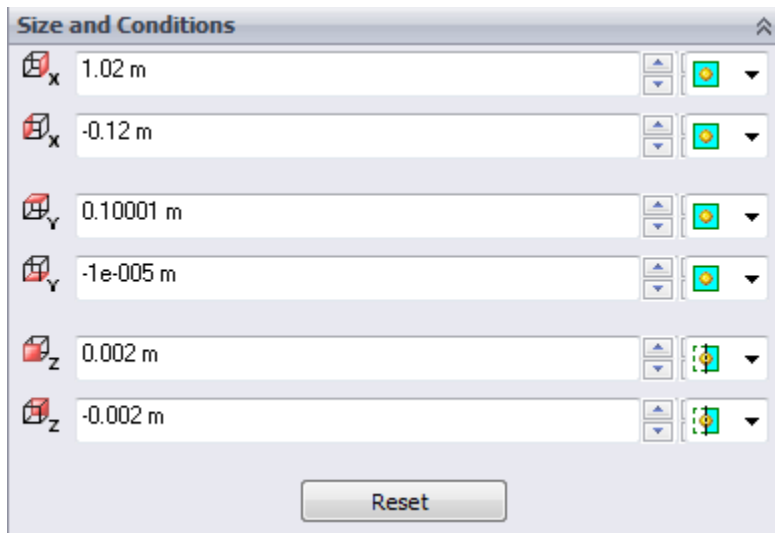 Size and Conditions
X 1.02 m
X -0.12 m
Y 0.10001 m
Y -1e-005 m
Z 0.002 m
Z -0.002 m
Reset